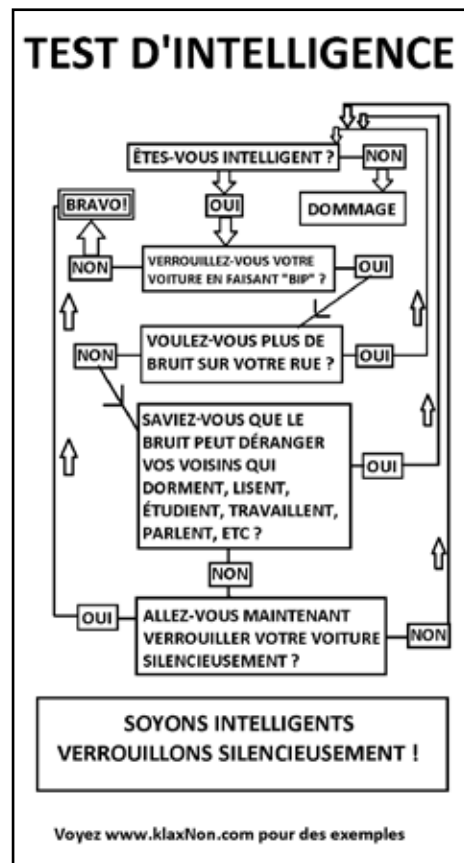 TEST D'INTELLIGENCE
ÊTES-VOUS INTELLIGENT ?
NON
DOMMAGE
OUI
BRAVO!
NON
VERROUILLEZ-VOUS VOTRE
VOITURE EN FAISANT "BIP" ?
OUI
NON
VOULEZ-VOUS PLUS DE
BRUIT SUR VOTRE RUE ?
OUI
SAVIEZ-VOUS QUE LE
BRUIT PEUT DÉRANGER
VOS VOISINS QUI
DORMENT, LISENT,
ÉTUDIENT, TRAVAILLENT,
PARLENT, ETC ?
OUI
NON
OUI
ALLEZ-VOUS MAINTENANT
VERROUILLER VOTRE VOITURE
SILENCIEUSEMENT ?
NON
SOYONS INTELLIGENTS
VERROUILLONS SILENCIEUSEMENT !
Voyez www.klaxNon.com pour des exemples